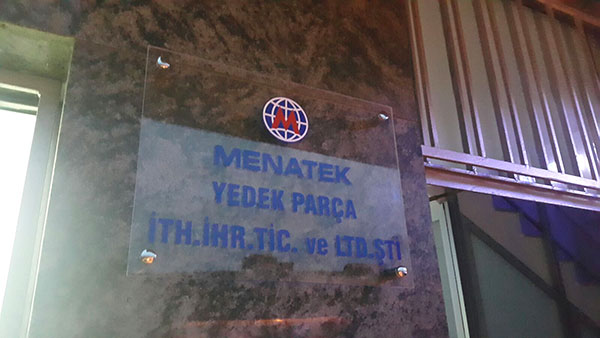 M
MENATEK
YEDEK PARÇA
İTH.İHR.TİC. ve LTD.ŞTİ